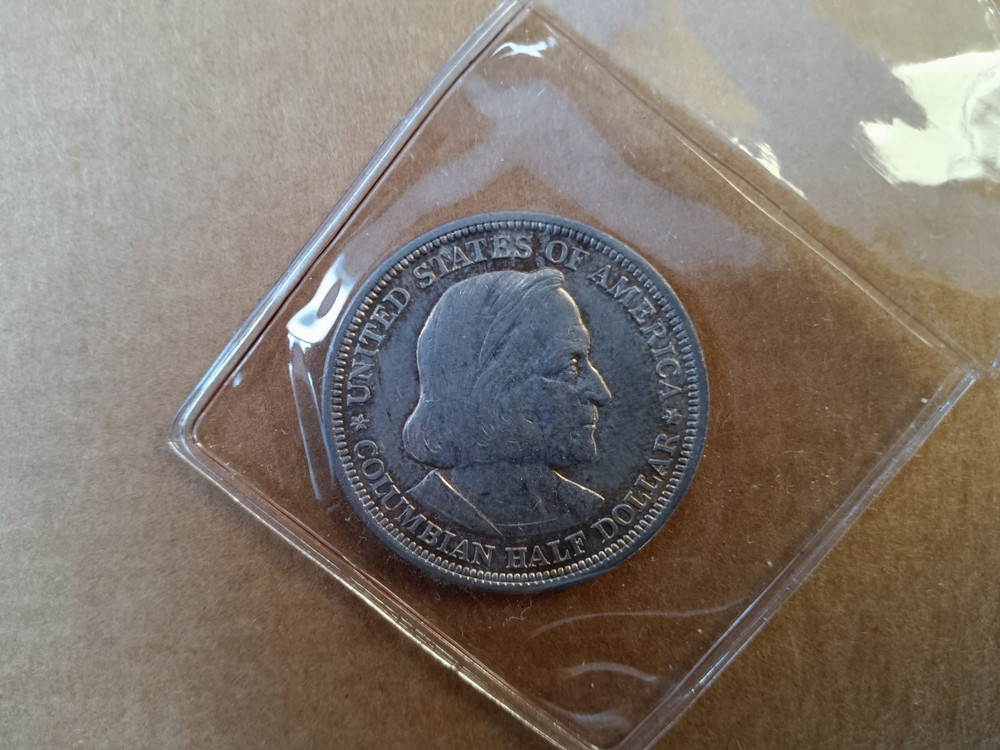 UNITED STATES OF AMERICA
COLUMBIAN HALF DOLLAR